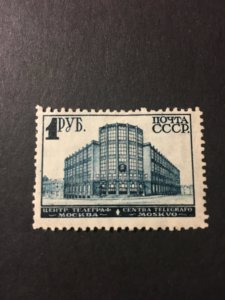 1 РУБ.
ПОЧТА
СССР.
ЦЕНТР. ТЕЛЕГРАФ CENTRA TELEGRAFO
МОСКВА MOSKVO